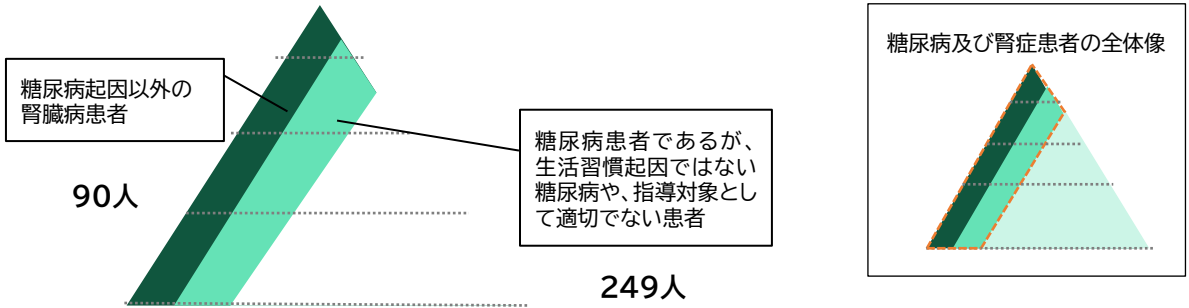 糖尿病起因以外の
腎臓病患者
90人
糖尿病患者であるが、
生活習慣起因ではない
糖尿病や、指導対象とし
て適切でない患者
249人
糖尿病及び腎症患者の全体像